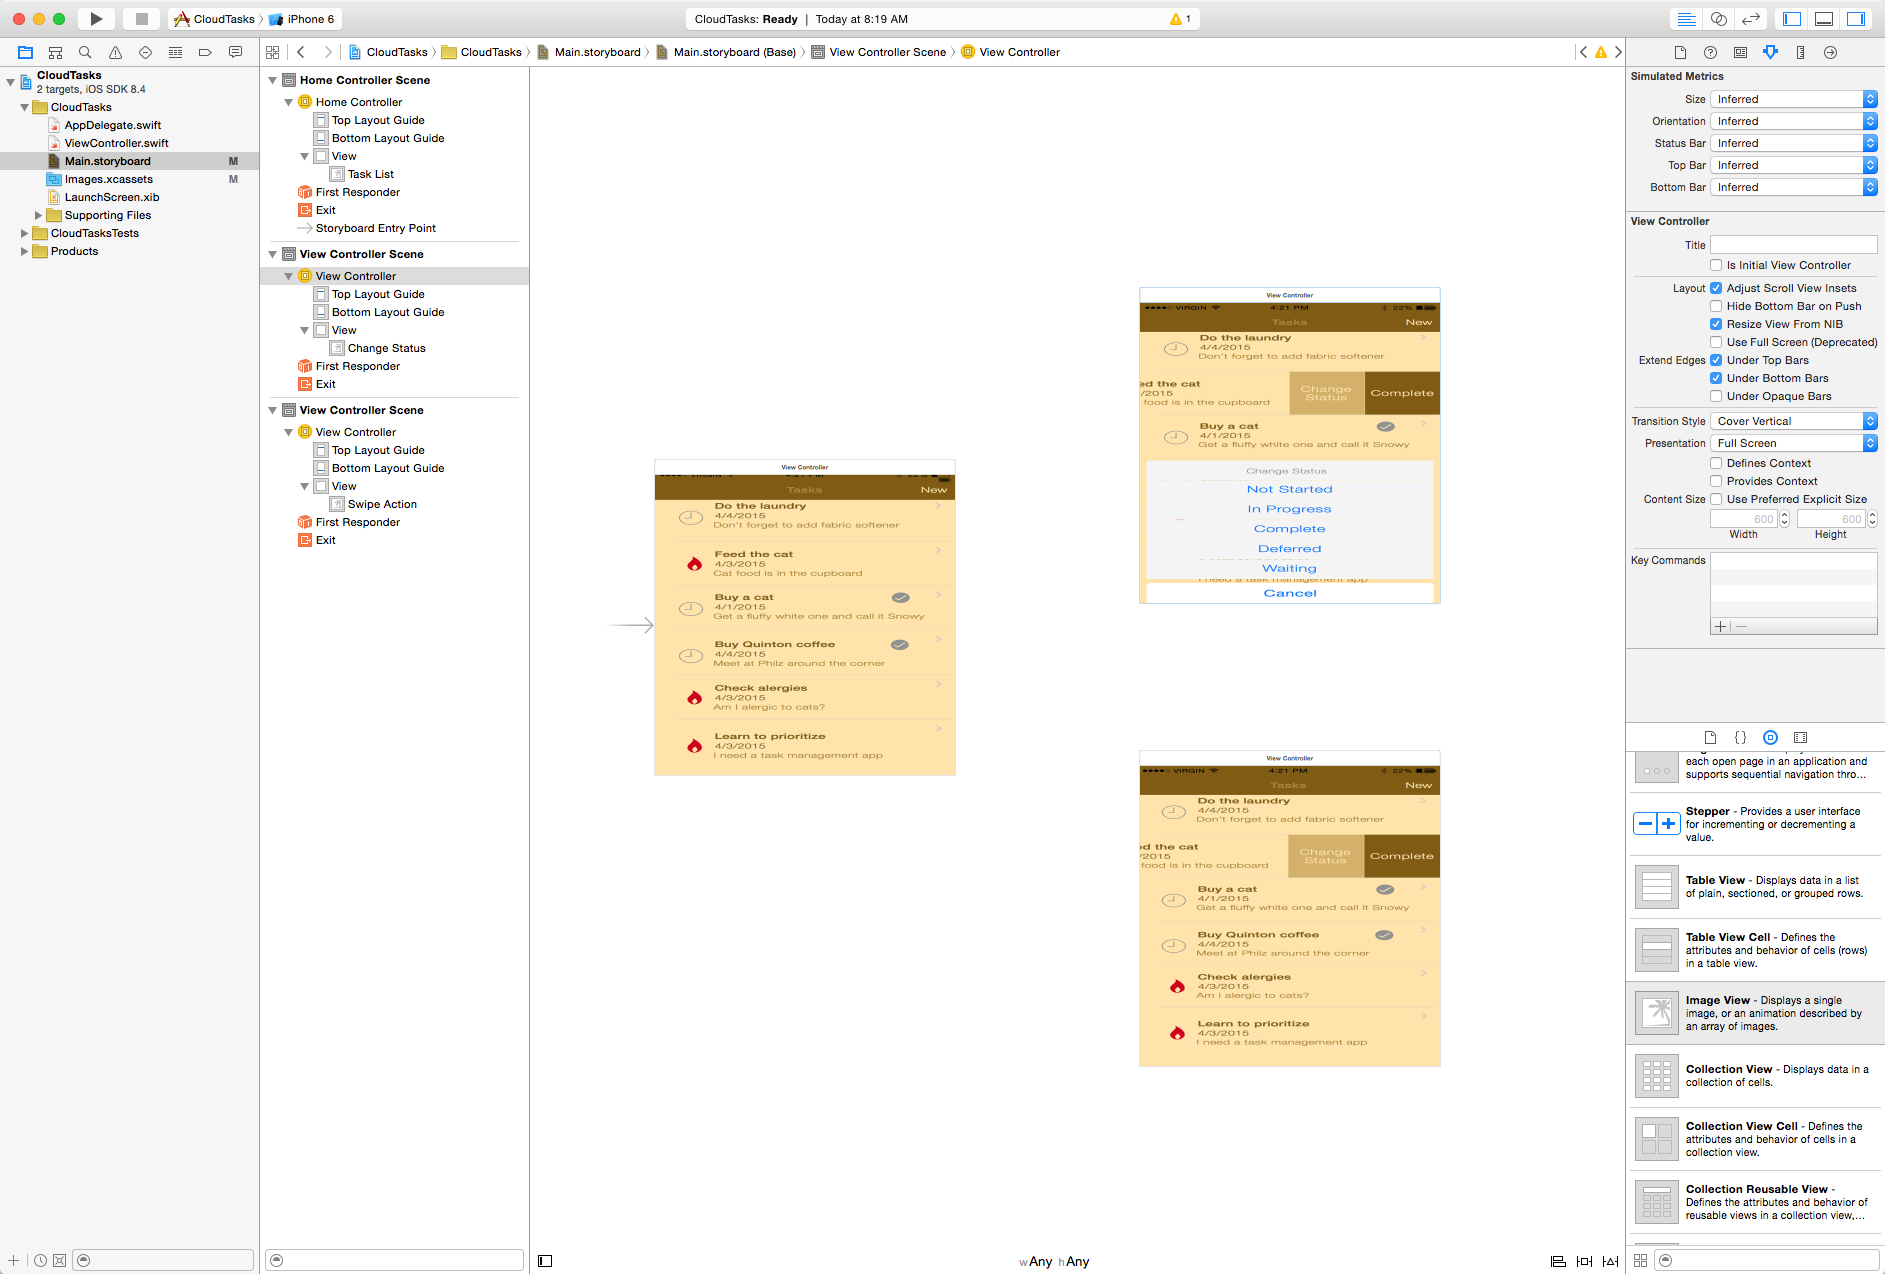 CloudTasks
iPhone 6
CloudTasks: Ready | Today at 8:19 AM
1
CloudTasks
CloudTasks
Main.storyboard
Main.storyboard (Base)
View Controller Scene
View Controller
CloudTasks
2 targets, iOS SDK 8.4
CloudTasks
AppDelegate.swift
ViewController.swift
Main.storyboard M
Images.xcassets M
LaunchScreen.xib
Supporting Files
CloudTasksTests
Products
Home Controller Scene
Home Controller
Top Layout Guide
Bottom Layout Guide
View
Task List
First Responder
Exit
Storyboard Entry Point
View Controller Scene
View Controller
Top Layout Guide
Bottom Layout Guide
View
Change Status
First Responder
Exit
View Controller Scene
View Controller
Top Layout Guide
Bottom Layout Guide
View
Swipe Action
First Responder
Exit
View Controller
Tasks New
Do the laundry
4/4/2015
Don't forget to add fabric softener
Feed the cat
4/3/2015
Cat food is in the cupboard
Buy a cat
4/1/2015
Get a fluffy white one and call it Snowy
Buy Quinton coffee
4/4/2015
Meet at Philz around the corner
Check alergies
4/3/2015
Am I alergic to cats?
Learn to prioritize
4/3/2015
I need a task management app
View Controller
VIRGIN 4:21 PM 22%
Tasks New
Do the laundry
4/4/2015
Don't forget to add fabric softener
ed the cat
/2015
food is in the cupboard
Change
Status
Complete
Buy a cat
4/1/2015
Get a fluffy white one and call it Snowy
Change Status
Not Started
In Progress
Complete
Deferred
Waiting
I need a task management app
Cancel
View Controller
VIRGIN 4:21 PM 22%
Tasks New
Do the laundry
4/4/2015
Don't forget to add fabric softener
d the cat
2015
food is in the cupboard
Change
Status
Complete
Buy a cat
4/1/2015
Get a fluffy white one and call it Snowy
Buy Quinton coffee
4/4/2015
Meet at Philz around the corner
Check alergies
4/3/2015
Am I alergic to cats?
Learn to prioritize
4/3/2015
I need a task management app
wAny hAny
Simulated Metrics
Size Inferred
Orientation Inferred
Status Bar Inferred
Top Bar Inferred
Bottom Bar Inferred
View Controller
Title
Is Initial View Controller
Layout Adjust Scroll View Insets
Hide Bottom Bar on Push
Resize View From NIB
Use Full Screen (Deprecated)
Extend Edges Under Top Bars
Under Bottom Bars
Under Opaque Bars
Transition Style Cover Vertical
Presentation Full Screen
Defines Context
Provides Context
Content Size Use Preferred Explicit Size
600 600
Width Height
Key Commands
each open page in an application and
supports sequential navigation thro...
Stepper - Provides a user interface
for incrementing or decrementing a
value.
Table View - Displays data in a list
of plain, sectioned, or grouped rows.
Table View Cell - Defines the
attributes and behavior of cells (rows)
in a table view.
Image View - Displays a single
image, or an animation described by
an array of images.
Collection View - Displays data in a
collection of cells.
Collection View Cell - Defines the
attributes and behavior of cells in a
collection view.
Collection Reusable View -
Defines the attributes and behavior of
reusable views in a collection view,...